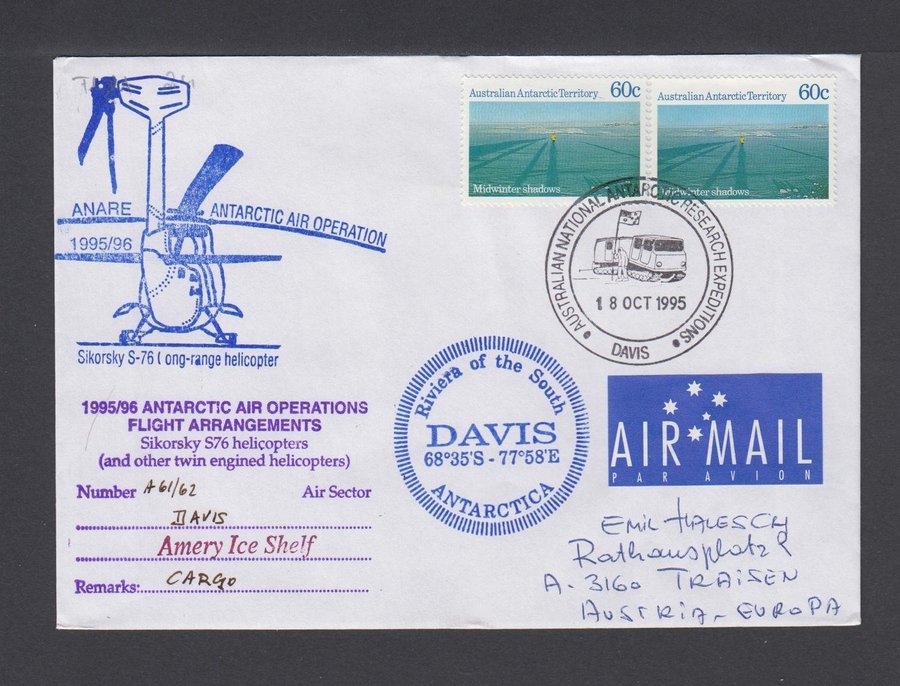 ANARE
ANTARCTIC AIR OPERATION
1995/96
Sikorsky S-76 long-range helicopter
Australian Antarctic Territory 60c
Midwinter shadows
Australian Antarctic Territory 60c
Midwinter shadows
AUSTRALIAN NATIONAL ANTARCTIC RESEARCH EXPEDITIONS
18 OCT 1995
DAVIS
1995/96 ANTARCTIC AIR OPERATIONS
FLIGHT ARRANGEMENTS
Sikorsky S76 helicopters
(and other twin engined helicopters)
Number A61/62 Air Sector
DAVIS
Amery Ice Shelf
Remarks: CARGO
Riviera of the South
DAVIS
68°35'S - 77°58'E
ANTARCTICA
AIR MAIL
PAR AVION
EMIL HALESCH
Rathausplatz
A-3160 TRAISEN
AUSTRIA-EUROPA